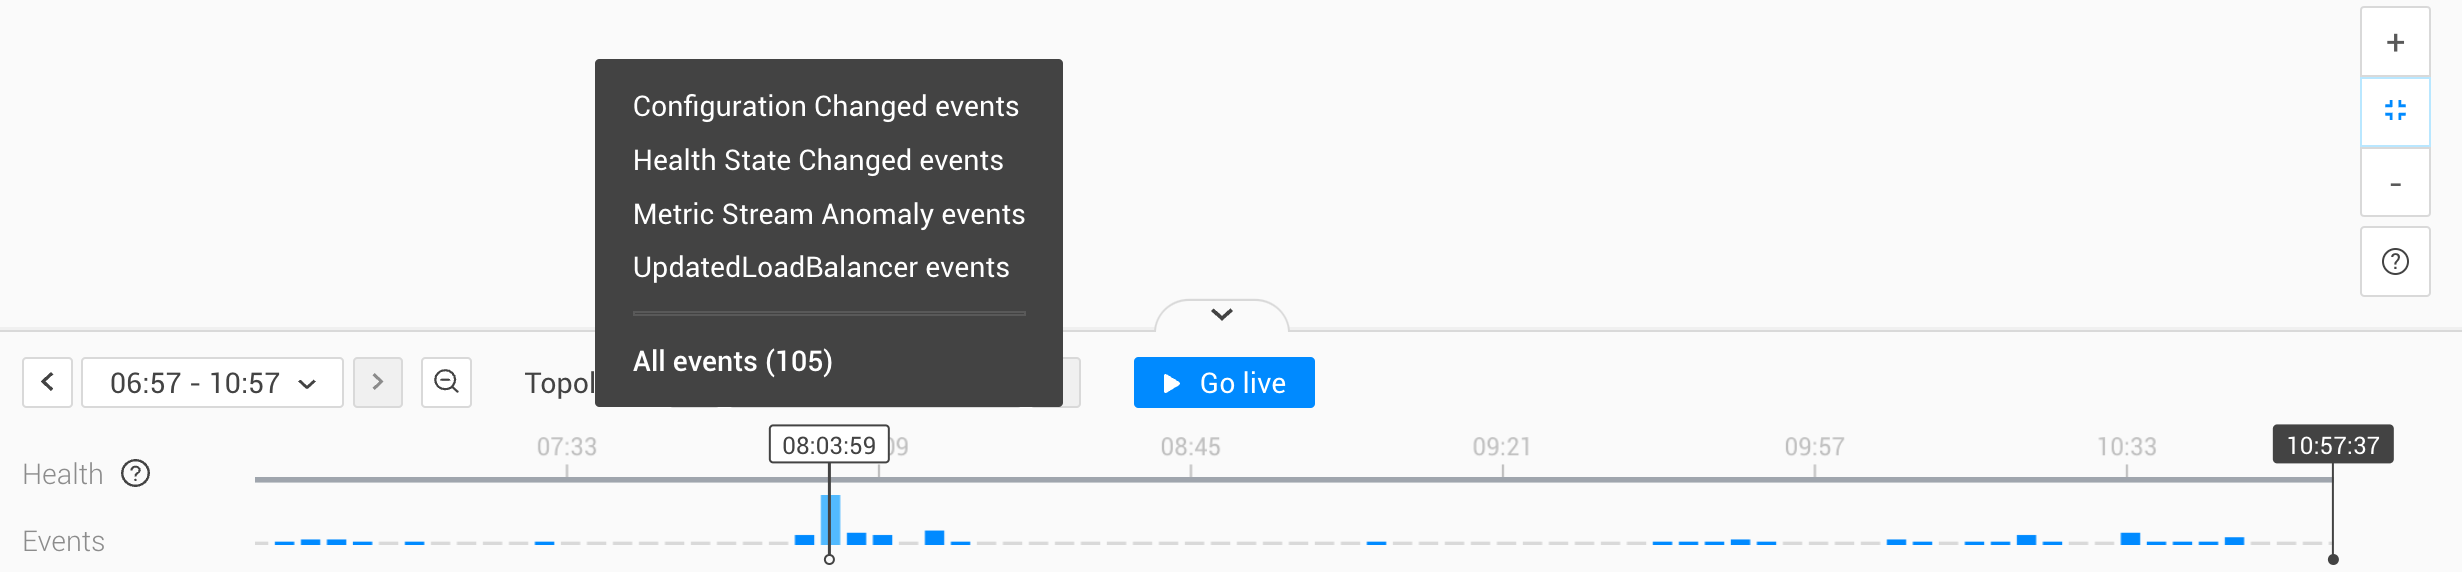 +
Configuration Changed events
Health State Changed events
Metric Stream Anomaly events
-
UpdatedLoadBalancer events
?
All events (105)
06:57 - 10:57
Topol
Go live
07:33
08:03:59
09
08:45
09:21
09:57
10:33
10:57:37
Health ?
Events